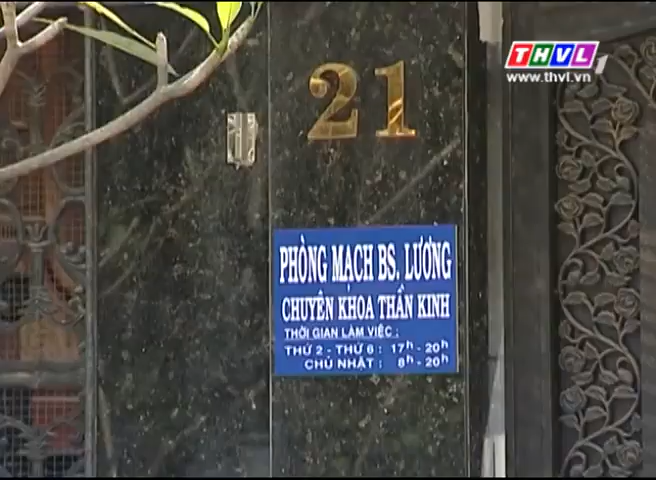 THVL1
www.thvl.vn
21
PHÒNG MẠCH BS. LƯƠNG
CHUYÊN KHOA THẦN KINH
THỜI GIAN LÀM VIỆC :
THỨ 2 - THỨ 6 : 17h - 20h
CHỦ NHẬT : 8h - 20h